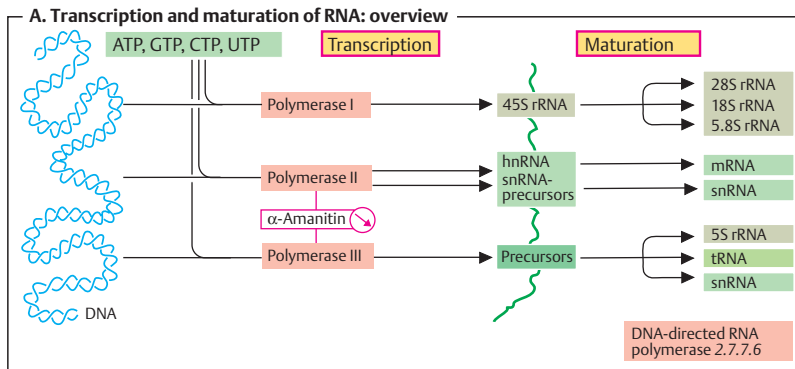 A. Transcription and maturation of RNA: overview
ATP, GTP, CTP, UTP
Transcription
Maturation
Polymerase I
45S rRNA
28S rRNA
18S rRNA
5.8S rRNA
Polymerase II
hnRNA
snRNA-
precursors
mRNA
snRNA
α-Amanitin
Polymerase III
Precursors
5S rRNA
tRNA
snRNA
DNA
DNA-directed RNA
polymerase 2.7.7.6